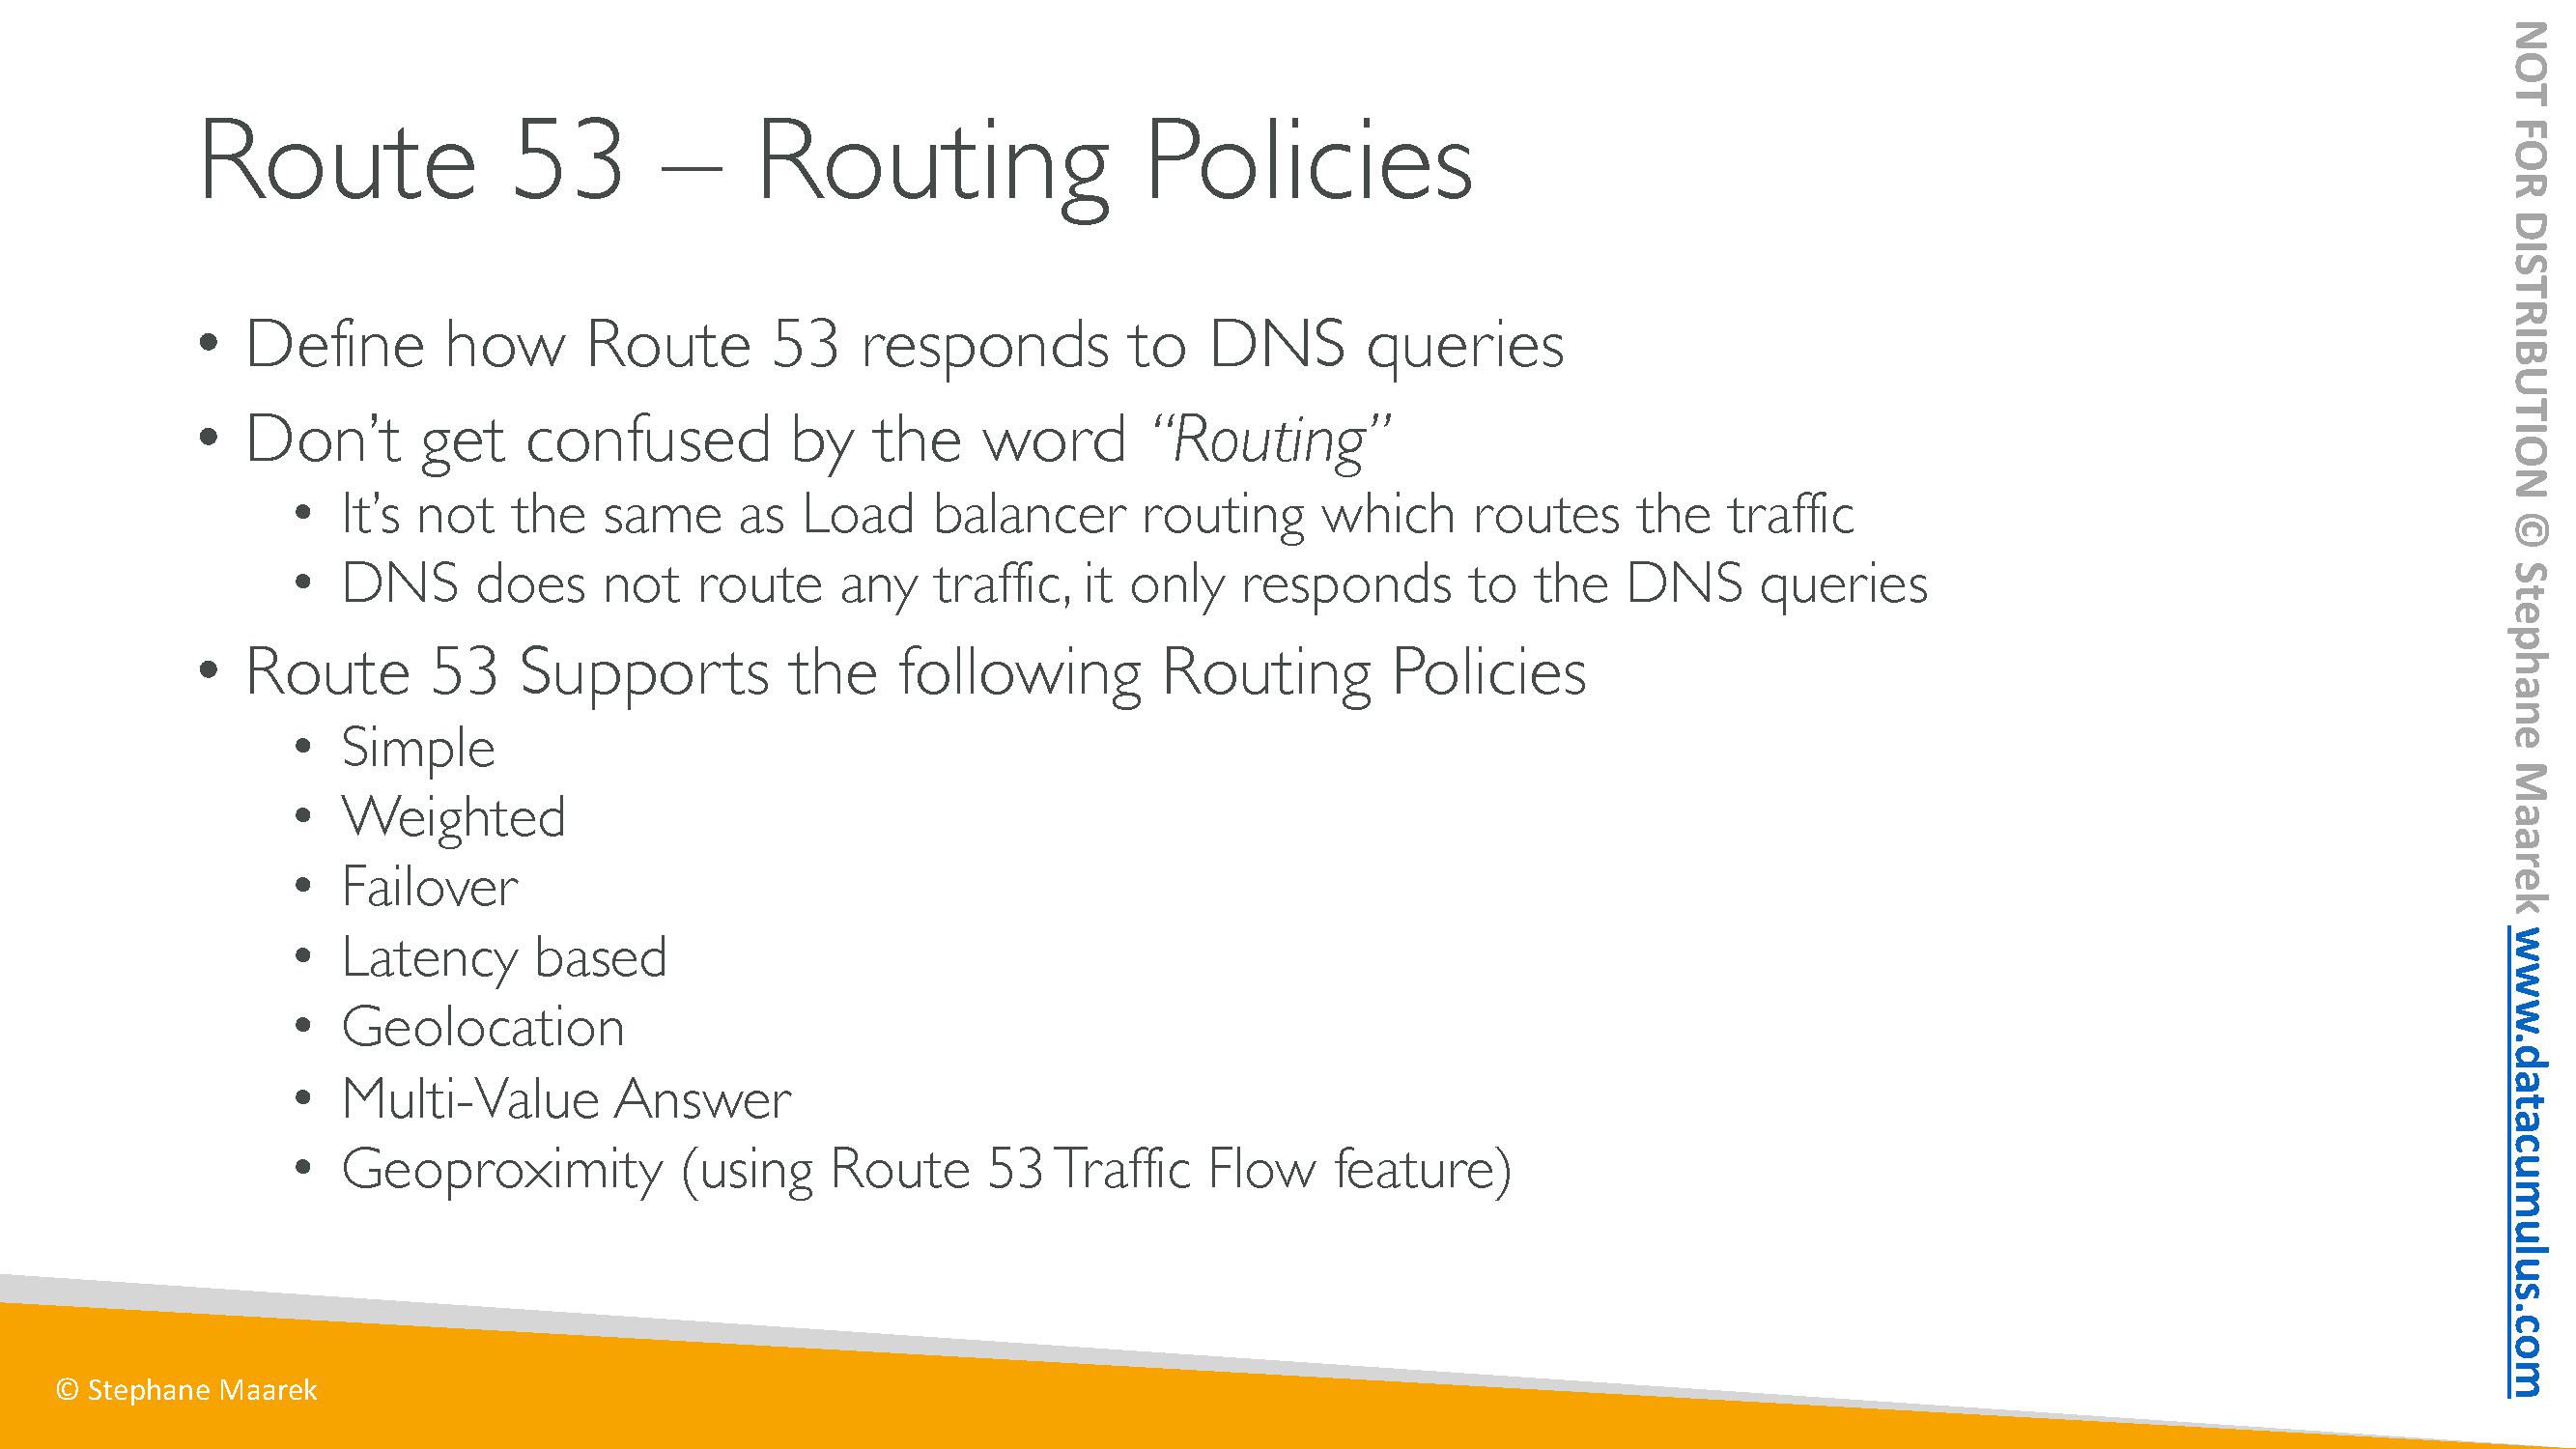 Route 53 – Routing Policies
• Define how Route 53 responds to DNS queries
• Don’t get confused by the word “Routing”
• It’s not the same as Load balancer routing which routes the traffic
• DNS does not route any traffic, it only responds to the DNS queries
• Route 53 Supports the following Routing Policies
• Simple
• Weighted
• Failover
• Latency based
• Geolocation
• Multi-Value Answer
• Geoproximity (using Route 53 Traffic Flow feature)
© Stephane Maarek
NOT FOR DISTRIBUTION © Stephane Maarek www.datacumulus.com